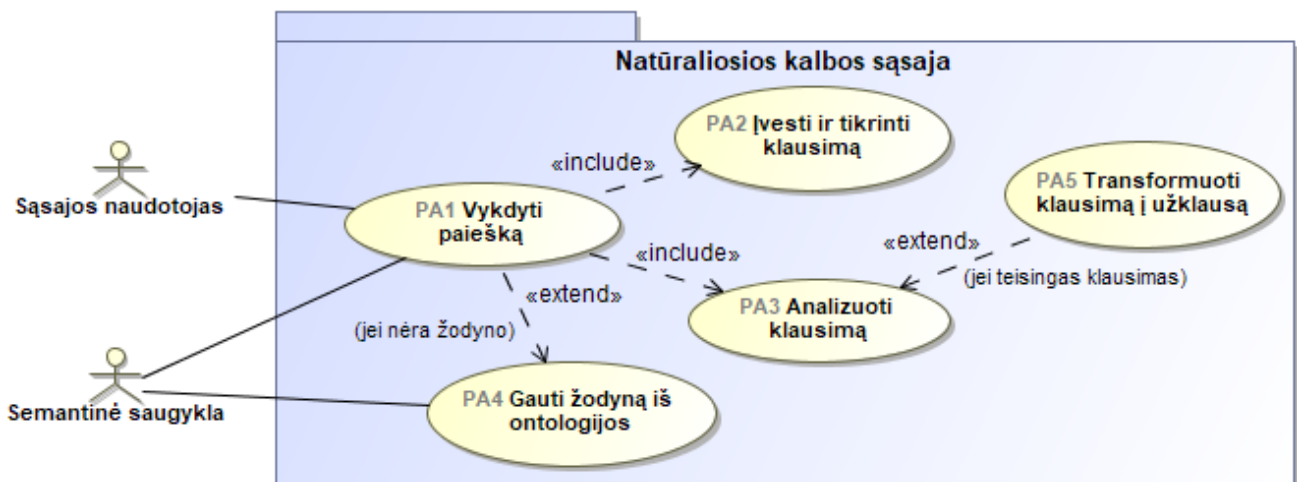 Natūraliosios kalbos sąsaja
PA2 Įvesti ir tikrinti
klausimą
«include»
PA5 Transformuoti
klausimą į užklausą
Sąsajos naudotojas
PA1 Vykdyti
paiešką
«include»
«extend»
(jei teisingas klausimas)
«extend»
(jei nėra žodyno)
PA3 Analizuoti
klausimą
Semantinė saugykla
PA4 Gauti žodyną iš
ontologijos